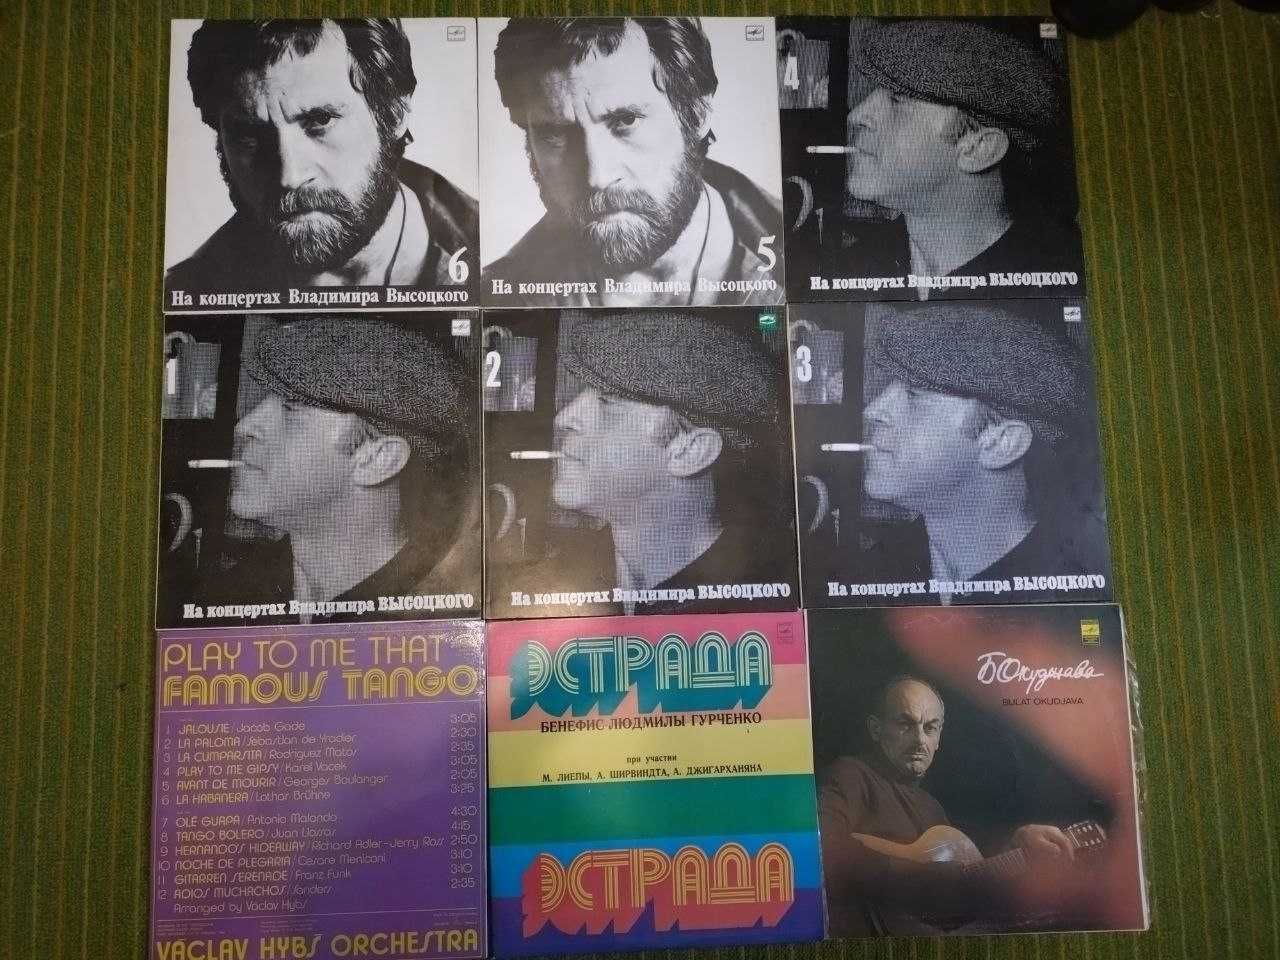 6
На концертах Владимира Высоцкого
5
На концертах Владимира Высоцкого
4
На концертах Владимира ВЫСОЦКОГО
1
На концертах Владимира ВЫСОЦКОГО
2
На концертах Владимира ВЫСОЦКОГО
3
На концертах Владимира ВЫСОЦКОГО
PLAY TO ME THAT
FAMOUS TANGO
1 JALOUSIE / Jacob Gade 3:05
2 LA PALOMA / Sebastian de Yradier 2:30
3 LA CUMPARSITA / Rodriguez Matos 2:35
4 PLAY TO ME GIPSY / Karel Vacek 3:05
5 AVANT DE MOURIR / Georges Boulanger 2:05
6 LA HABANERA / Lothar Brühne 3:25
7 OLÉ GUAPA / Antonio Malando 4:30
8 TANGO BOLERO / Juan Llossas 4:15
9 HERNANDOS HIDEAWAY / Richard Adler-Jerry Ross 2:50
10 NOCHE DE PLEGARIA / Cesare Meniconi 3:10
11 GITARREN SERENADE / Franz Funk 3:10
12 ADIOS MUCHACHOS / Sanders 2:35
Arranged by Václav Hybš
VÁCLAV HYBŠ ORCHESTRA
ЭСТРАДА
БЕНЕФИС ЛЮДМИЛЫ ГУРЧЕНКО
при участии
М. ЛИЕПЫ, А. ШИРВИНДТА, А. ДЖИГАРХАНЯНА
ЭСТРАДА
Б Окуджава
BULAT OKUDJAVA